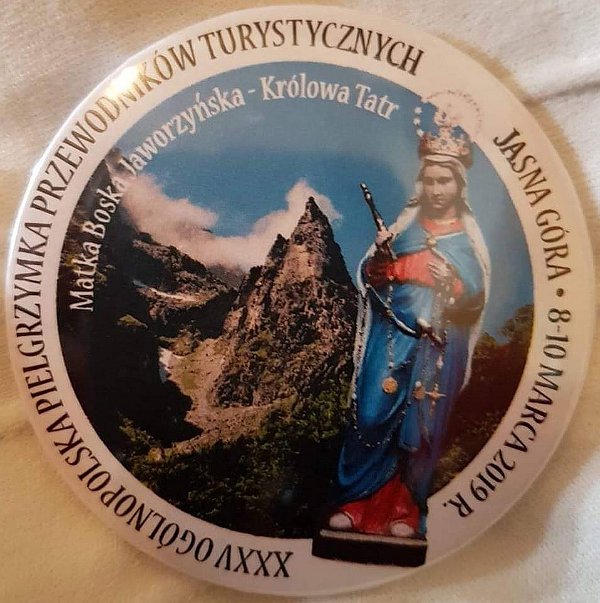 XXXV OGÓLNOPOLSKA PIELGRZYMKA PRZEWODNIKÓW TURYSTYCZNYCH
JASNA GÓRA • 8-10 MARCA 2019 R.
Matka Boska Jaworzyńska - Królowa Tatr